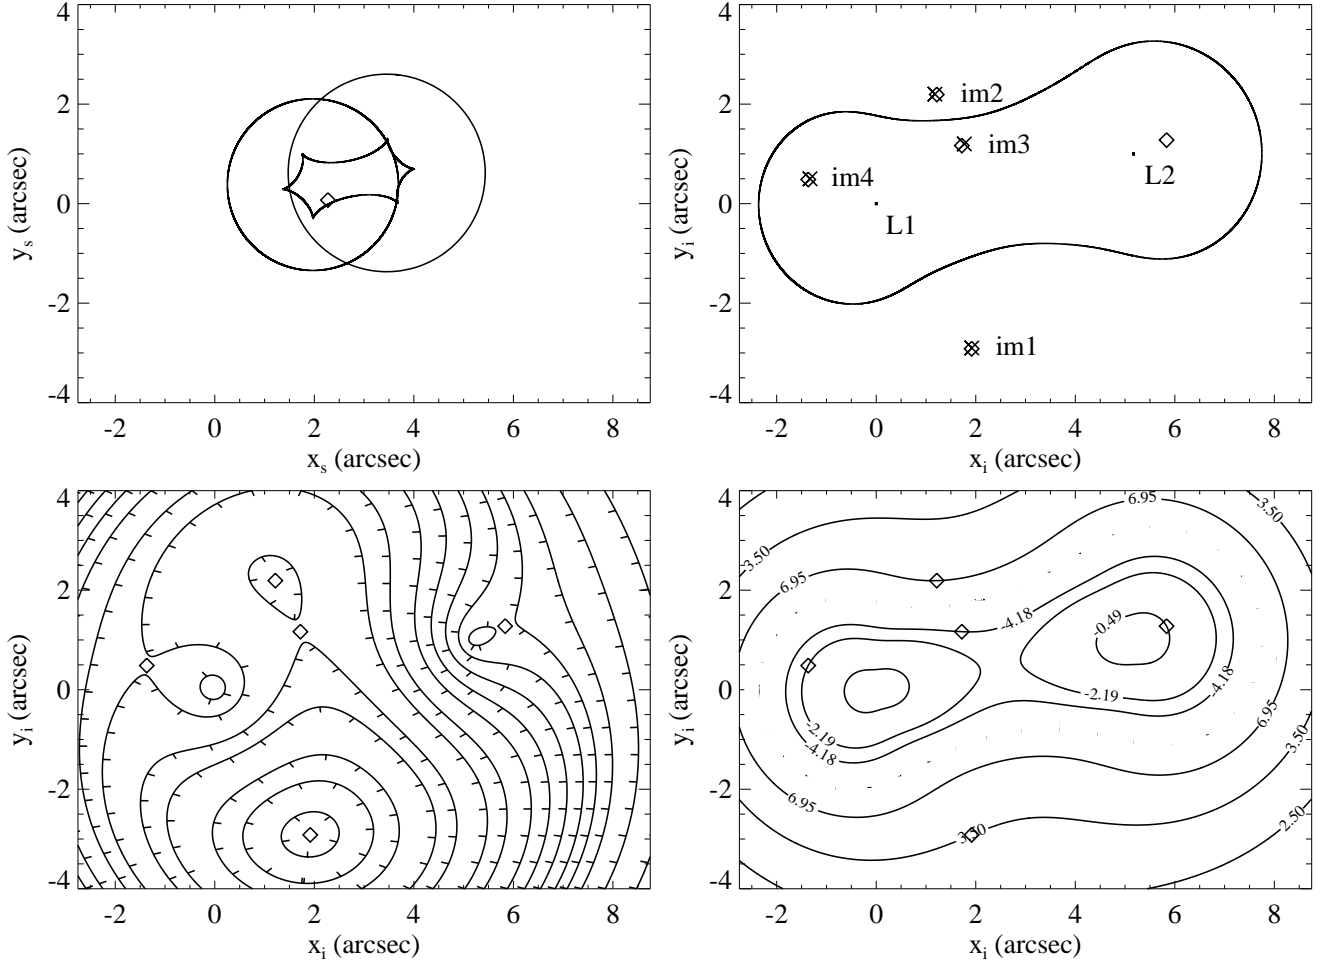 4
2
0
-2
-4
y_s (arcsec)
-2 0 2 4 6 8
x_s (arcsec)
4
2
0
-2
-4
y_i (arcsec)
im2
im3
im4
L2
L1
im1
-2 0 2 4 6 8
x_i (arcsec)
4
2
0
-2
-4
y_i (arcsec)
-2 0 2 4 6 8
x_i (arcsec)
4
2
0
-2
-4
y_i (arcsec)
6.95
3.50
3.50
6.95
-4.18
-0.49
-2.19
-4.18
-2.19
-4.18
6.95
3.50
6.95
3.50
2.50
-2 0 2 4 6 8
x_i (arcsec)